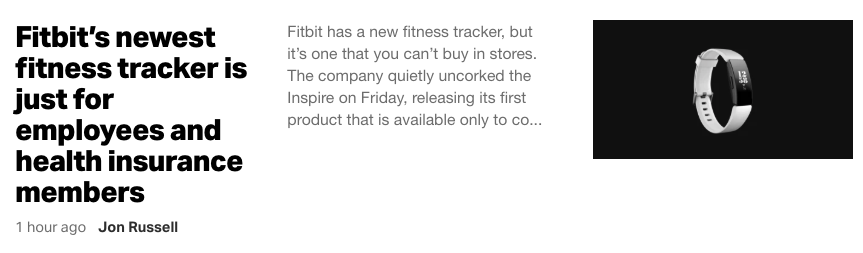 Fitbit’s newest
fitness tracker is
just for
employees and
health insurance
members
1 hour ago Jon Russell
Fitbit has a new fitness tracker, but
it’s one that you can’t buy in stores.
The company quietly uncorked the
Inspire on Friday, releasing its first
product that is available only to co...